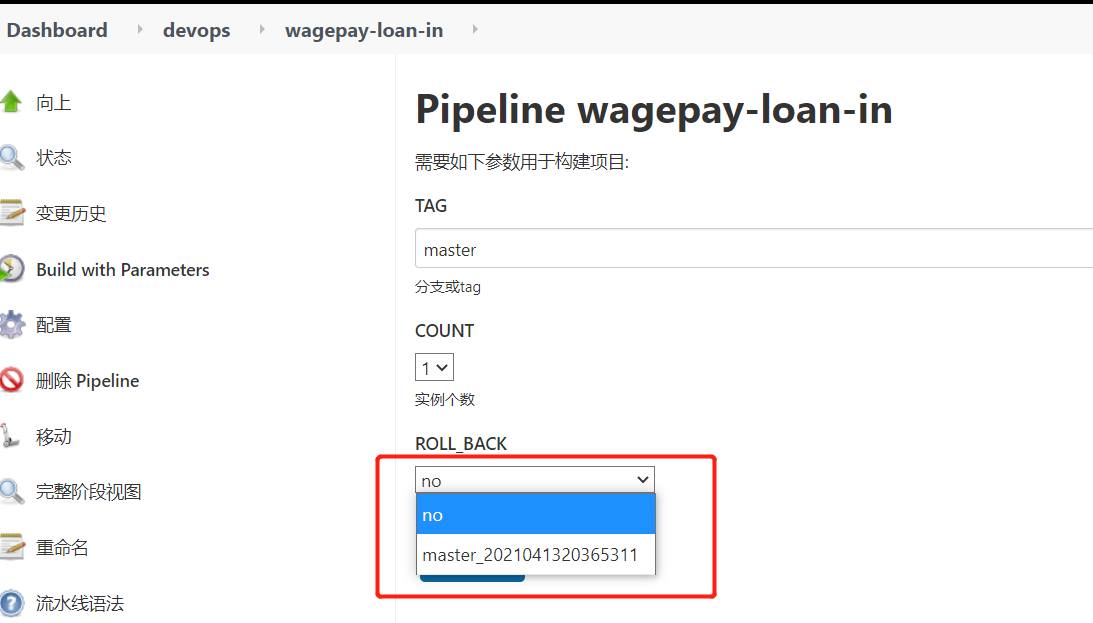 Dashboard devops wagepay-loan-in
向上
状态
变更历史
Build with Parameters
配置
删除 Pipeline
移动
完整阶段视图
重命名
流水线语法
Pipeline wagepay-loan-in
需要如下参数用于构建项目:
TAG
master
分支或tag
COUNT
1
实例个数
ROLL_BACK
no
no
master_2021041320365311